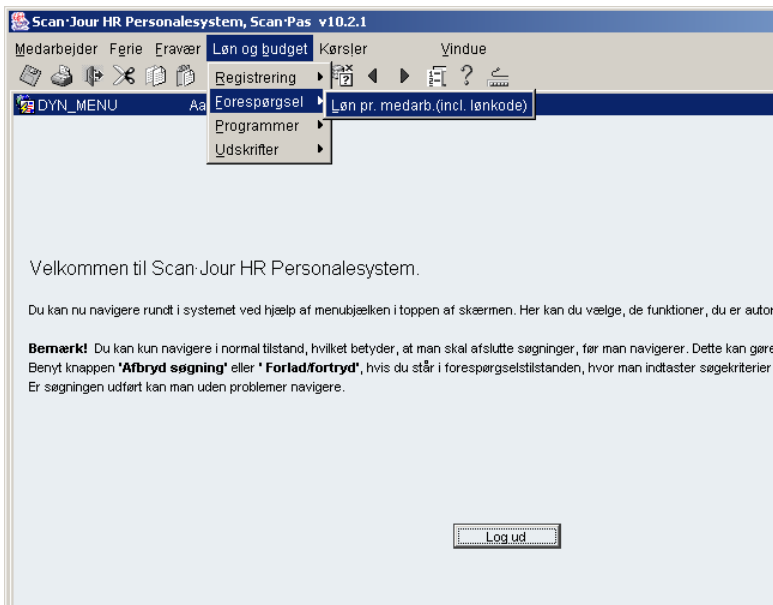 Scan·Jour HR Personalesystem, Scan·Pas v10.2.1
Medarbejder Ferie Fravær Løn og budget Kørsler Vindue
Registrering
DYN_MENU Aa Forespørgsel Løn pr. medarb.(incl. lønkode)
Programmer
Udskrifter
Velkommen til Scan·Jour HR Personalesystem.
Du kan nu navigere rundt i systemet ved hjælp af menubjælken i toppen af skærmen. Her kan du vælge, de funktioner, du er autor
Bemærk! Du kan kun navigere i normal tilstand, hvilket betyder, at man skal afslutte søgninger, før man navigerer. Dette kan gøre
Benyt knappen 'Afbryd søgning' eller ' Forlad/fortryd', hvis du står i forespørgselstilstanden, hvor man indtaster søgekriterier
Er søgningen udført kan man uden problemer navigere.
Log ud